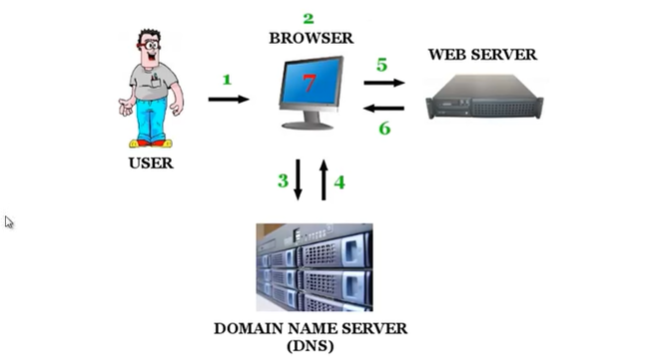 2
BROWSER
WEB SERVER
1
7
5
6
USER
3
4
DOMAIN NAME SERVER
(DNS)